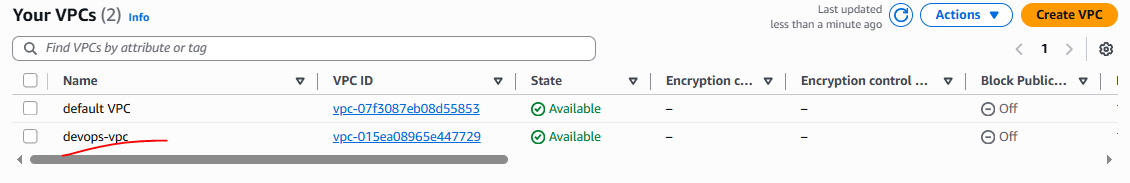 Your VPCs (2) Info
Last updated
less than a minute ago
Actions
Create VPC
Find VPCs by attribute or tag
1
Name VPC ID State Encryption c... Encryption control ... Block Public...
default VPC vpc-07f3087eb08d55853 Available – – Off
devops-vpc vpc-015ea08965e447729 Available – – Off